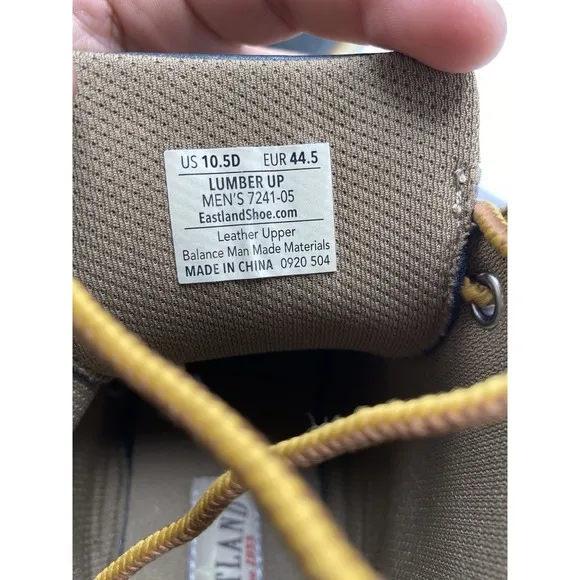 US 10.5D EUR 44.5
LUMBER UP
MEN'S 7241-05
EastlandShoe.com
Leather Upper
Balance Man Made Materials
MADE IN CHINA 0920 504